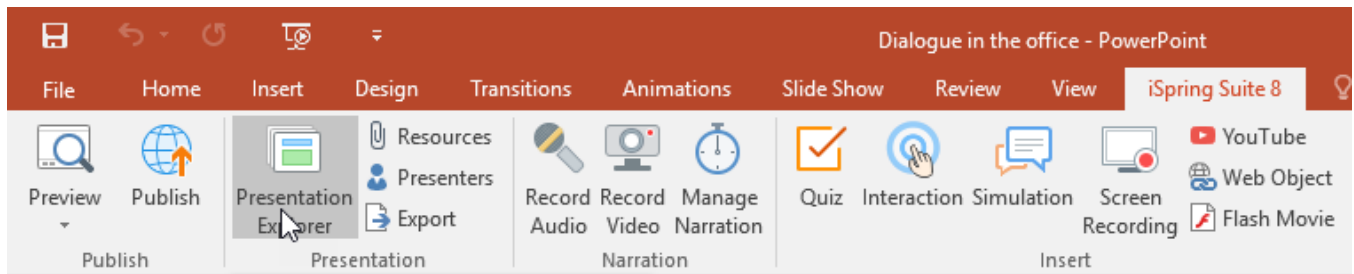 Dialogue in the office - PowerPoint
File Home Insert Design Transitions Animations Slide Show Review View iSpring Suite 8
Preview Publish Presentation Explorer Resources Presenters Export Record Audio Record Video Manage Narration Quiz Interaction Simulation Screen Recording YouTube Web Object Flash Movie
Publish Presentation Narration Insert